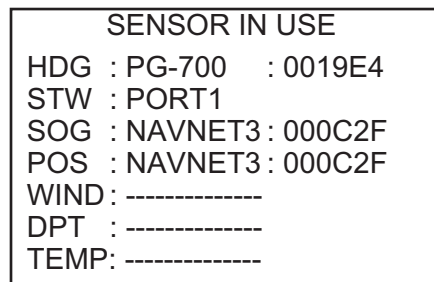 SENSOR IN USE
HDG : PG-700 : 0019E4
STW : PORT1
SOG : NAVNET3 : 000C2F
POS : NAVNET3 : 000C2F
WIND : --------------
DPT : --------------
TEMP: --------------